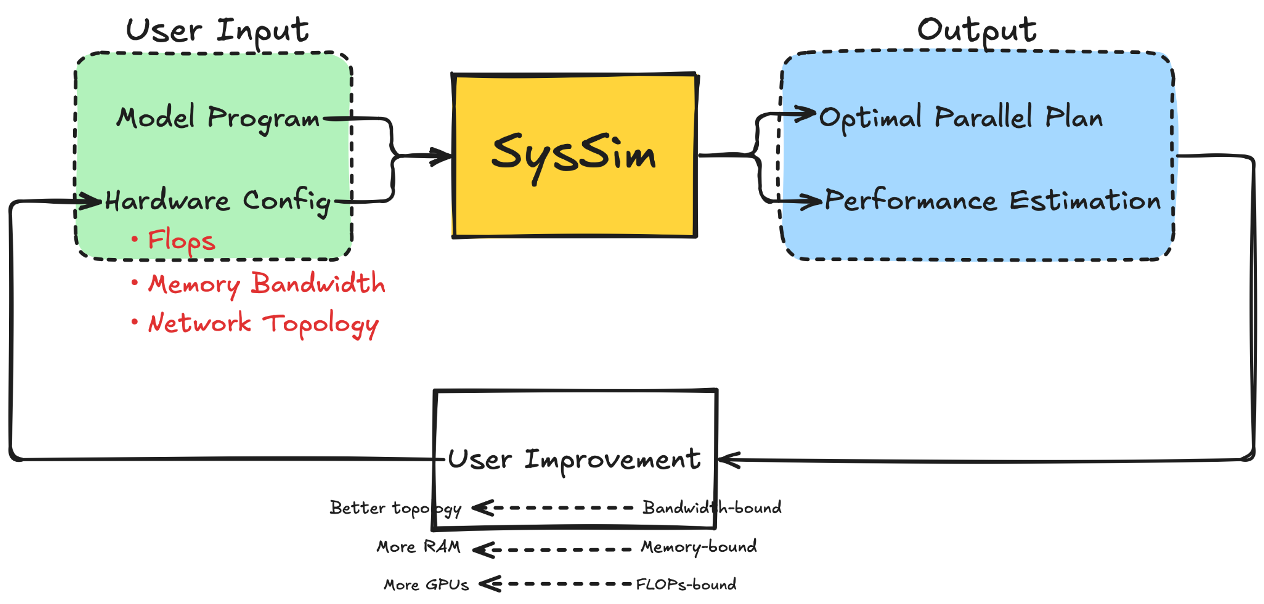 User Input
Output
Model Program
Hardware Config
• Flops
• Memory Bandwidth
• Network Topology
SysSim
Optimal Parallel Plan
Performance Estimation
User Improvement
Better topology
Bandwidth-bound
More RAM
Memory-bound
More GPUs
FLOPs-bound